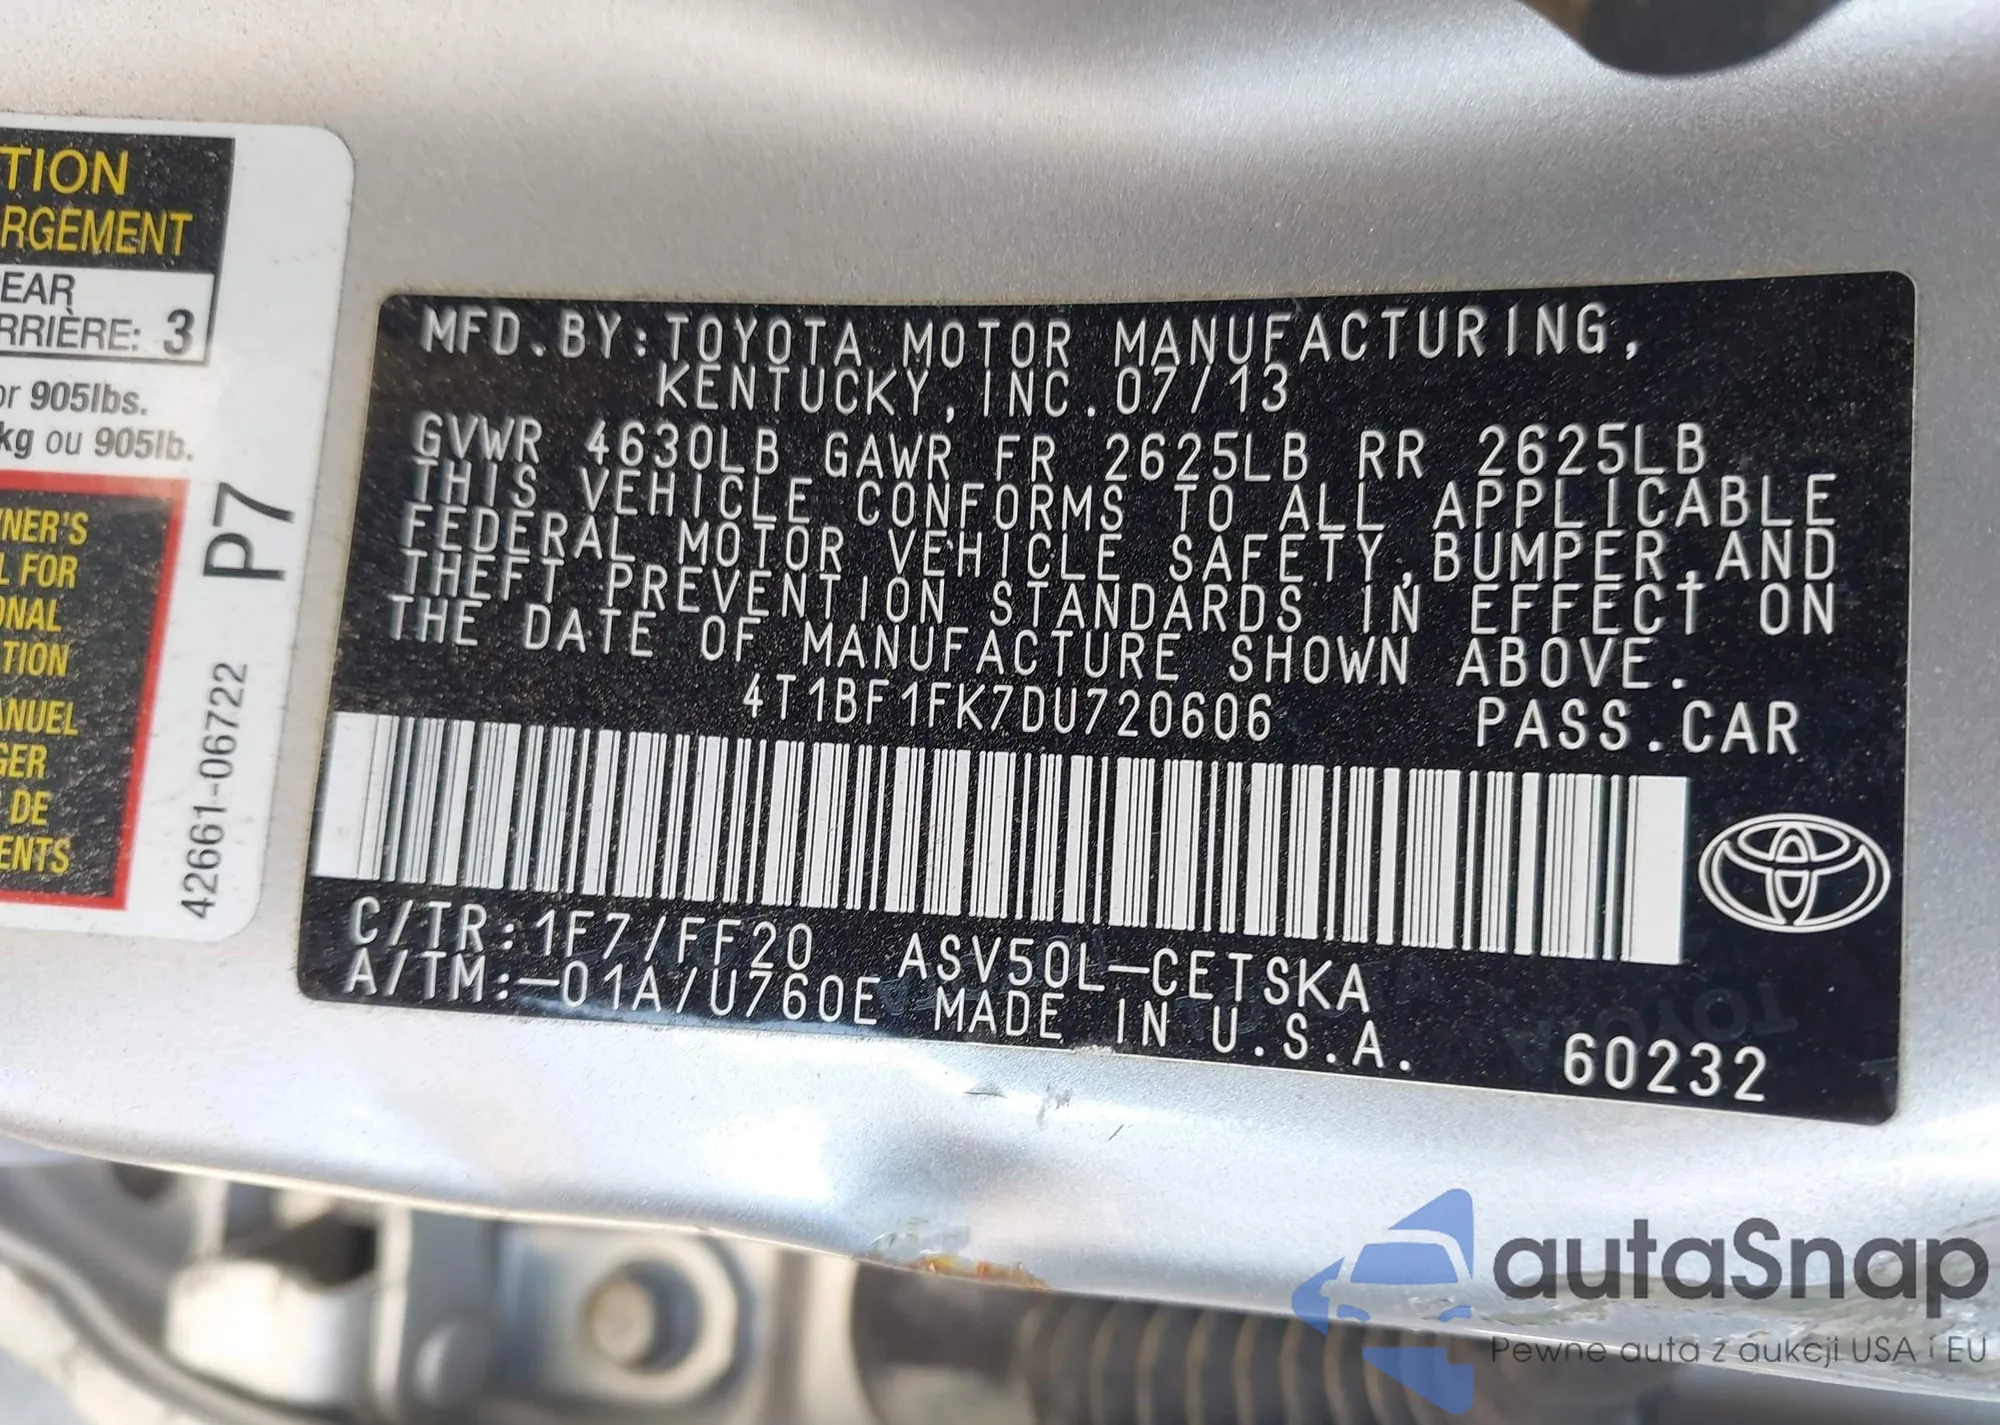 TION
RGEMENT
EAR
RRIÈRE: 3
or 905lbs.
kg ou 905lb.
NER'S
L FOR
ONAL
TION
ANUEL
GER
DE
ENTS
P7
42661-06722
MFD.BY:TOYOTA MOTOR MANUFACTURING,
KENTUCKY,INC.07/13
GVWR 4630LB GAWR FR 2625LB RR 2625LB
THIS VEHICLE CONFORMS TO ALL APPLICABLE
FEDERAL MOTOR VEHICLE SAFETY,BUMPER,AND
THEFT PREVENTION STANDARDS IN EFFECT ON
THE DATE OF MANUFACTURE SHOWN ABOVE.
4T1BF1FK7DU720606 PASS.CAR
C/TR:1F7/FF20 ASV50L-CETSKA
A/TM:-01A/U760E MADE IN U.S.A.
60232
TOYOTA
autaSnap
Pewne auta z aukcji USA i EU